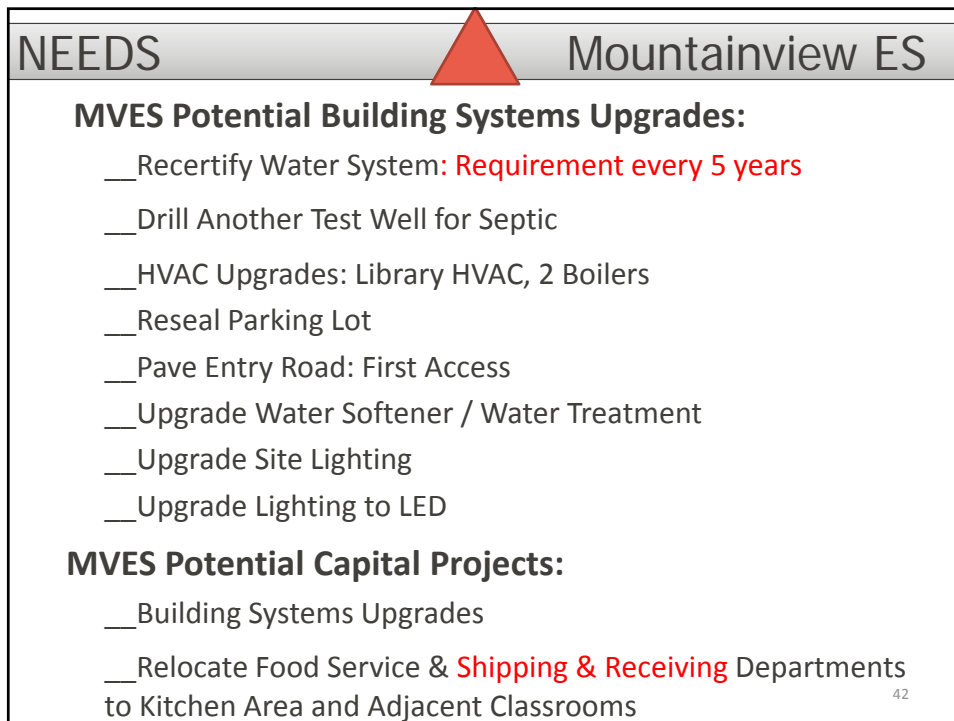 NEEDS Mountainview ES
MVES Potential Building Systems Upgrades:
__Recertify Water System: Requirement every 5 years
__Drill Another Test Well for Septic
__HVAC Upgrades: Library HVAC, 2 Boilers
__Reseal Parking Lot
__Pave Entry Road: First Access
__Upgrade Water Softener / Water Treatment
__Upgrade Site Lighting
__Upgrade Lighting to LED
MVES Potential Capital Projects:
__Building Systems Upgrades
__Relocate Food Service & Shipping & Receiving Departments
to Kitchen Area and Adjacent Classrooms
42